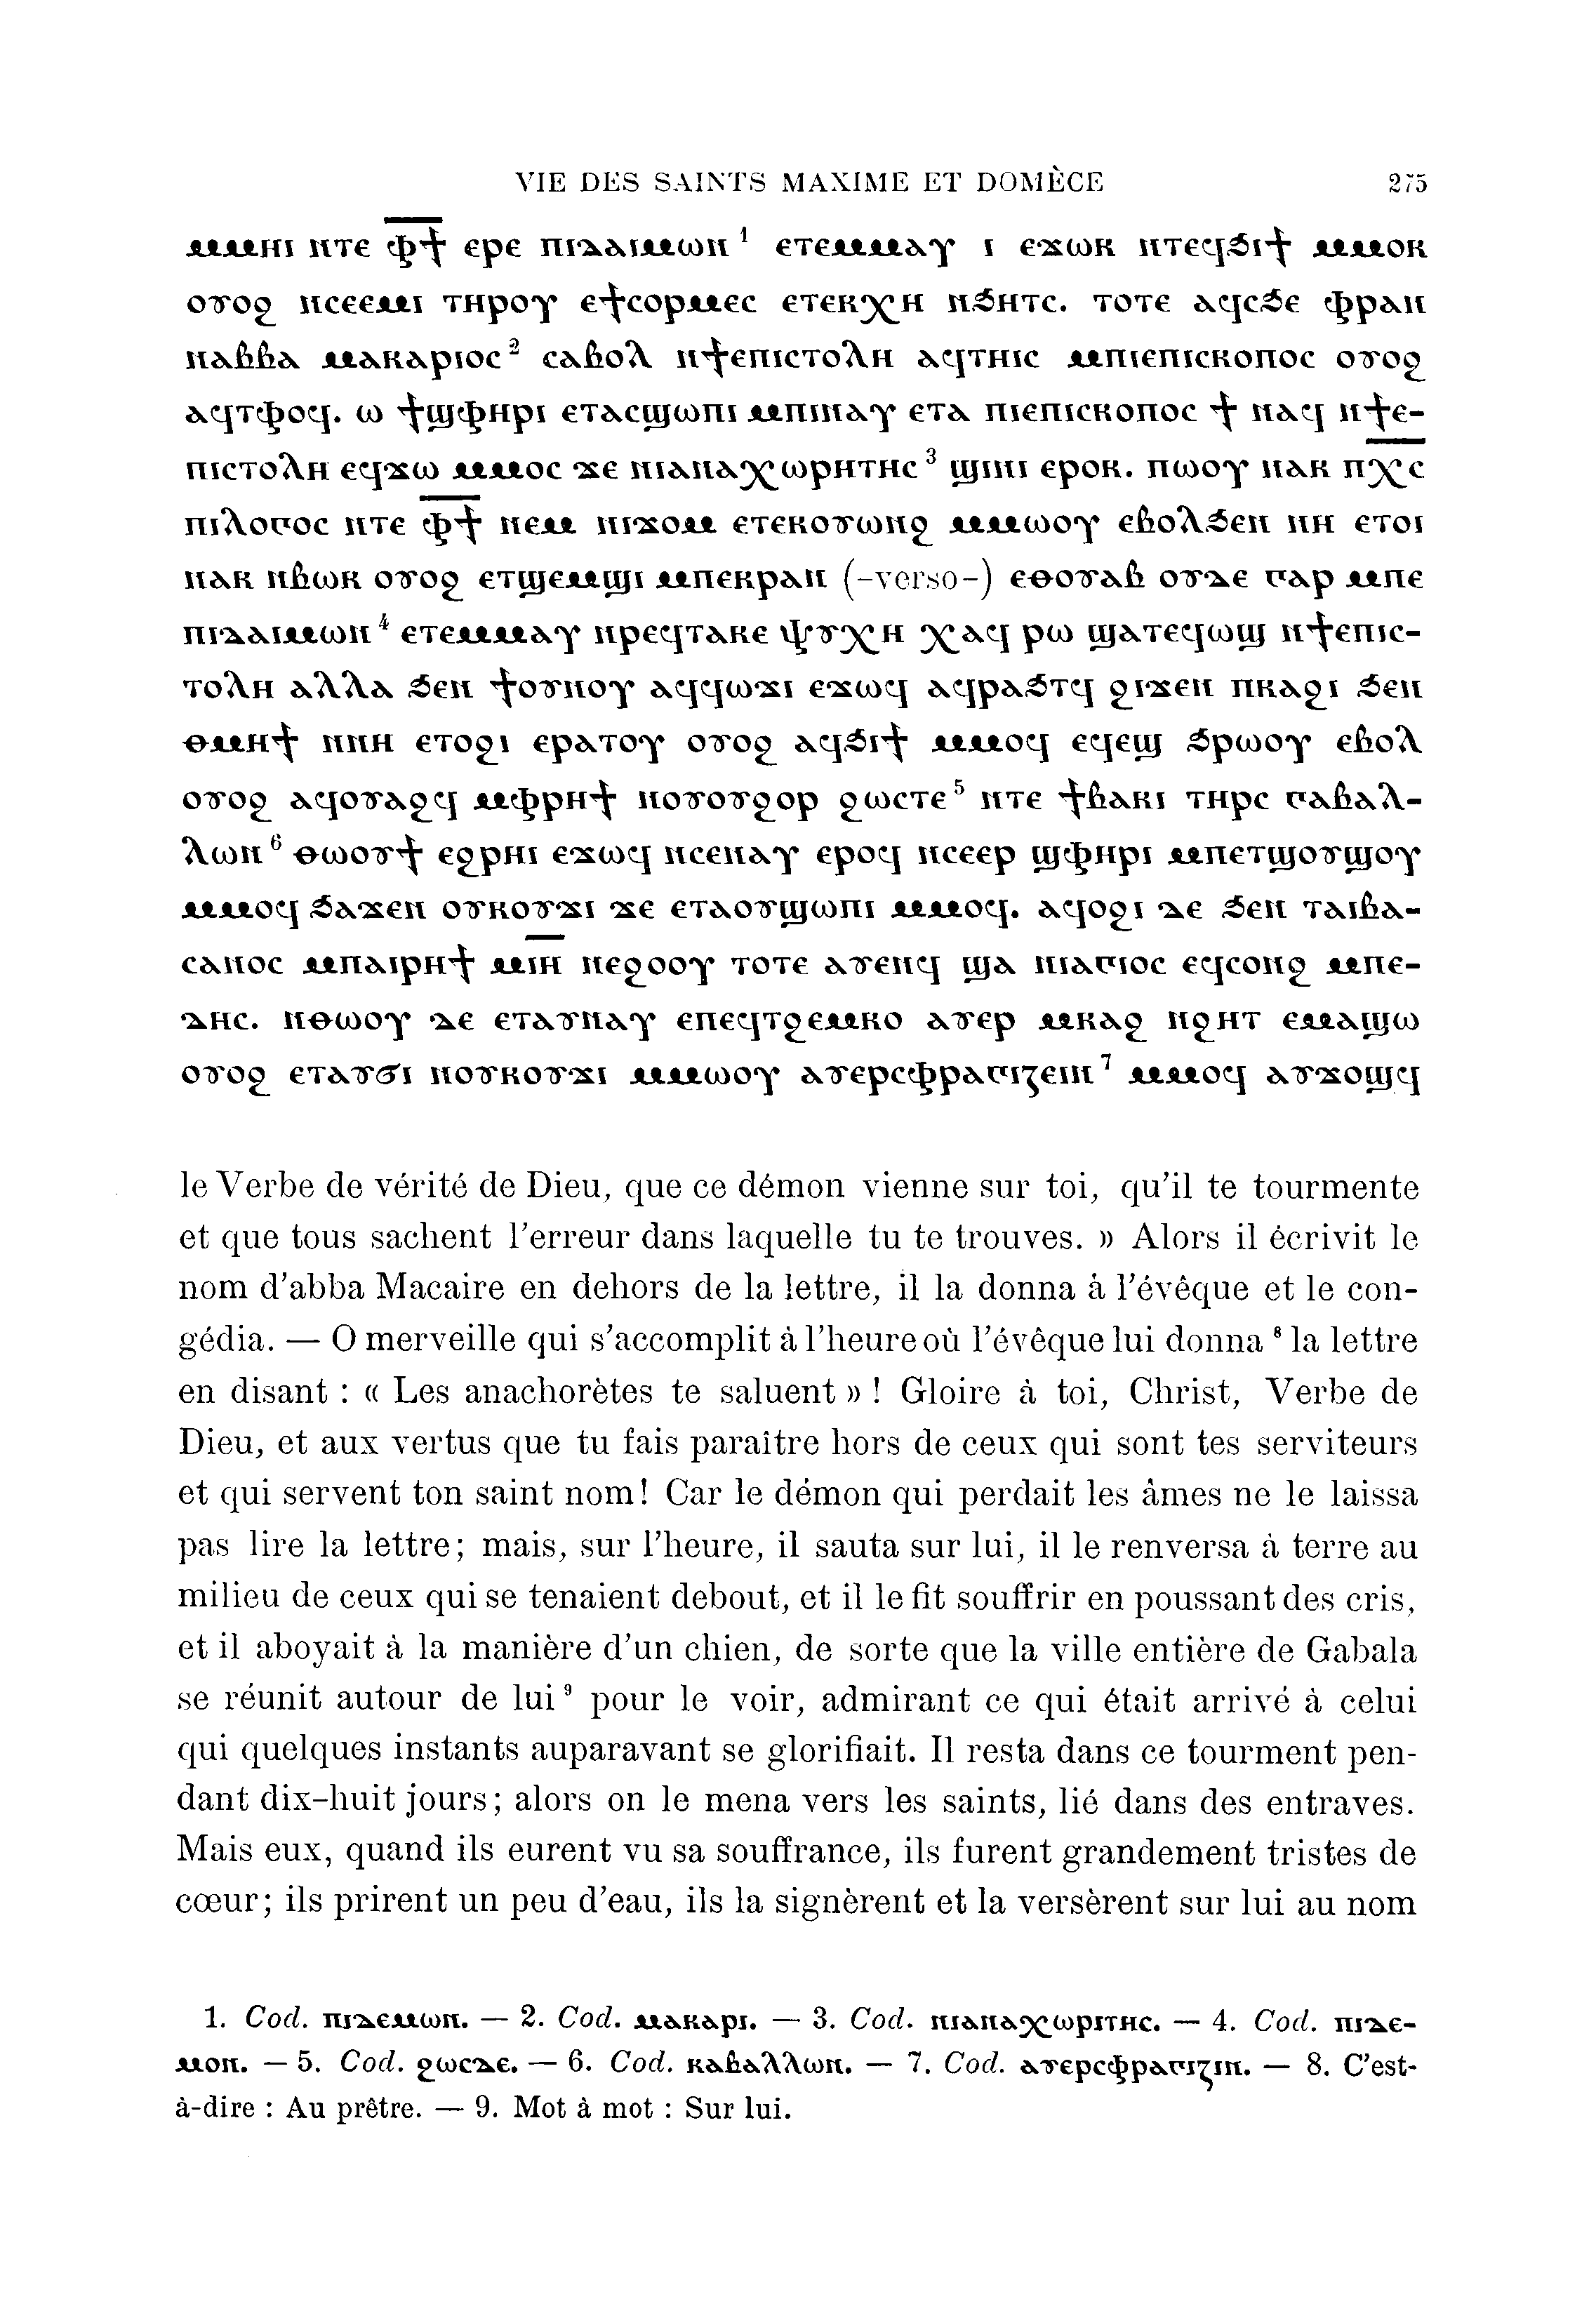 VIE DES SAINTS MAXIME ET DOMÈCE 275
ⲙⲙⲏⲓ ⲛⲧⲉ ⲫ̅ϯ̅ ⲉⲣⲉ ⲡⲓⲇⲁⲓⲙⲱⲛ ¹ ⲉⲧⲉⲙⲙⲁⲩ ⲓ ⲉϫⲱⲕ ⲛⲧⲉϥϧⲓϯ ⲙⲙⲟⲕ
ⲟⲩⲟϩ ⲛⲥⲉⲉⲙⲓ ⲧⲏⲣⲟⲩ ⲉϯⲥⲟⲣⲙⲉⲥ ⲉⲧⲉⲕⲭⲏ ⲛϧⲏⲧⲥ. ⲧⲟⲧⲉ ⲁϥⲥϧⲉ ⲫⲣⲁⲛ
ⲛⲁⲃⲃⲁ ⲙⲁⲕⲁⲣⲓⲟⲥ ² ⲥⲁⲃⲟⲗ ⲛϯⲉⲡⲓⲥⲧⲟⲗⲏ ⲁϥⲧⲏⲓⲥ ⲙⲡⲓⲉⲡⲓⲥⲕⲟⲡⲟⲥ ⲟⲩⲟϩ
ⲁϥⲧⲫⲟϥ. ⲱ ϯϣⲫⲏⲣⲓ ⲉⲧⲁⲥϣⲱⲡⲓ ⲙⲡⲓⲛⲁⲩ ⲉⲧⲁ ⲡⲓⲉⲡⲓⲥⲕⲟⲡⲟⲥ ϯ ⲛⲁϥ ⲛϯⲉ-
ⲡⲓⲥⲧⲟⲗⲏ ⲉϥϫⲱ ⲙⲙⲟⲥ ϫⲉ ⲛⲓⲁⲛⲁⲭⲱⲣⲏⲧⲏⲥ ³ ϣⲓⲛⲓ ⲉⲣⲟⲕ. ⲡⲱⲟⲩ ⲛⲁⲕ ⲡⲭ̅ⲥ̅
ⲡⲓⲗⲟⲅⲟⲥ ⲛⲧⲉ ⲫ̅ϯ̅ ⲛⲉⲙ ⲛⲓϫⲟⲙ ⲉⲧⲉⲕⲟⲩⲱⲛϩ ⲙⲙⲱⲟⲩ ⲉⲃⲟⲗϧⲉⲛ ⲛⲏ ⲉⲧⲟⲓ
ⲛⲁⲕ ⲛⲃⲱⲕ ⲟⲩⲟϩ ⲉⲧϣⲉⲙϣⲓ ⲙⲡⲉⲕⲣⲁⲛ (-verso-) ⲉⲑⲟⲩⲁⲃ ⲟⲩⲇⲉ ⲅⲁⲣ ⲙⲡⲉ
ⲡⲓⲇⲁⲓⲙⲱⲛ ⁴ ⲉⲧⲉⲙⲙⲁⲩ ⲛⲣⲉϥⲧⲁⲕⲉ ⲯⲩⲭⲏ ⲭⲁϥ ⲣⲱ ϣⲁⲧⲉϥⲱϣ ⲛϯⲉⲡⲓⲥ-
ⲧⲟⲗⲏ ⲁⲗⲗⲁ ϧⲉⲛ ϯⲟⲩⲛⲟⲩ ⲁϥϥⲱϫⲓ ⲉϫⲱϥ ⲁϥⲣⲁϧⲧϥ ϩⲓϫⲉⲛ ⲡⲕⲁϩⲓ ϧⲉⲛ
ⲑⲙⲏϯ ⲛⲛⲏ ⲉⲧⲟϩⲓ ⲉⲣⲁⲧⲟⲩ ⲟⲩⲟϩ ⲁϥϧⲓϯ ⲙⲙⲟϥ ⲉϥⲉϣ ϧⲣⲱⲟⲩ ⲉⲃⲟⲗ
ⲟⲩⲟϩ ⲁϥⲟⲩⲁϩϥ ⲙⲫⲣⲏϯ ⲛⲟⲩⲟⲩϩⲟⲣ ϩⲱⲥⲧⲉ ⁵ ⲛⲧⲉ ϯⲃⲁⲕⲓ ⲧⲏⲣⲥ ⲅⲁⲃⲁⲗ-
ⲗⲱⲛ ⁶ ⲑⲱⲟⲩϯ ⲉϩⲣⲏⲓ ⲉϫⲱϥ ⲛⲥⲉⲛⲁⲩ ⲉⲣⲟϥ ⲛⲥⲉⲉⲣ ϣⲫⲏⲣⲓ ⲙⲡⲉⲧϣⲟⲩϣⲟⲩ
ⲙⲙⲟϥ ϧⲁϫⲉⲛ ⲟⲩⲕⲟⲩϫⲓ ϫⲉ ⲉⲧⲁⲟⲩϣⲱⲡⲓ ⲙⲙⲟϥ. ⲁϥⲟϩⲓ ⲇⲉ ϧⲉⲛ ⲧⲁⲓⲃⲁ-
ⲥⲁⲛⲟⲥ ⲙⲡⲁⲓⲣⲏϯ ⲙⲓ̅ⲏ̅ ⲛⲉϩⲟⲟⲩ ⲧⲟⲧⲉ ⲁⲩⲉⲛϥ ϣⲁ ⲛⲓⲁⲅⲓⲟⲥ ⲉϥⲥⲟⲛϩ ⲙⲡⲉ-
ⲇⲏⲥ. ⲛⲑⲱⲟⲩ ⲇⲉ ⲉⲧⲁⲩⲛⲁⲩ ⲉⲡⲉϥⲧϩⲉⲙⲕⲟ ⲁⲩⲉⲣ ⲙⲕⲁϩ ⲛϩⲏⲧ ⲉⲙⲁϣⲱ
ⲟⲩⲟϩ ⲉⲧⲁⲩϭⲓ ⲛⲟⲩⲕⲟⲩϫⲓ ⲙⲙⲱⲟⲩ ⲁⲩⲉⲣⲥⲫⲣⲁⲅⲓⲍⲉⲓⲛ ⁷ ⲙⲙⲟϥ ⲁⲩϫⲟϣϥ
le Verbe de vérité de Dieu, que ce démon vienne sur toi, qu'il te tourmente
et que tous sachent l'erreur dans laquelle tu te trouves. » Alors il écrivit le
nom d'abba Macaire en dehors de la lettre, il la donna à l'évêque et le con-
gédia. — O merveille qui s'accomplit à l'heure où l'évêque lui donna ⁸ la lettre
en disant : « Les anachorètes te saluent » ! Gloire à toi, Christ, Verbe de
Dieu, et aux vertus que tu fais paraître hors de ceux qui sont tes serviteurs
et qui servent ton saint nom! Car le démon qui perdait les âmes ne le laissa
pas lire la lettre; mais, sur l'heure, il sauta sur lui, il le renversa à terre au
milieu de ceux qui se tenaient debout, et il le fit souffrir en poussant des cris,
et il aboyait à la manière d'un chien, de sorte que la ville entière de Gabala
se réunit autour de lui ⁹ pour le voir, admirant ce qui était arrivé à celui
qui quelques instants auparavant se glorifiait. Il resta dans ce tourment pen-
dant dix-huit jours; alors on le mena vers les saints, lié dans des entraves.
Mais eux, quand ils eurent vu sa souffrance, ils furent grandement tristes de
cœur; ils prirent un peu d'eau, ils la signèrent et la versèrent sur lui au nom
1. Cod. ⲡⲓⲇⲉⲙⲱⲛ. — 2. Cod. ⲙⲁⲕⲁⲣⲓ. — 3. Cod. ⲛⲓⲁⲛⲁⲭⲱⲣⲓⲧⲏⲥ. — 4. Cod. ⲡⲓⲇⲉ-
ⲙⲟⲛ. — 5. Cod. ϩⲱⲥⲇⲉ. — 6. Cod. ⲕⲁⲃⲁⲗⲗⲱⲛ. — 7. Cod. ⲁⲩⲉⲣⲥⲫⲣⲁⲅⲓⲍⲓⲛ. — 8. C'est-
à-dire : Au prêtre. — 9. Mot à mot : Sur lui.